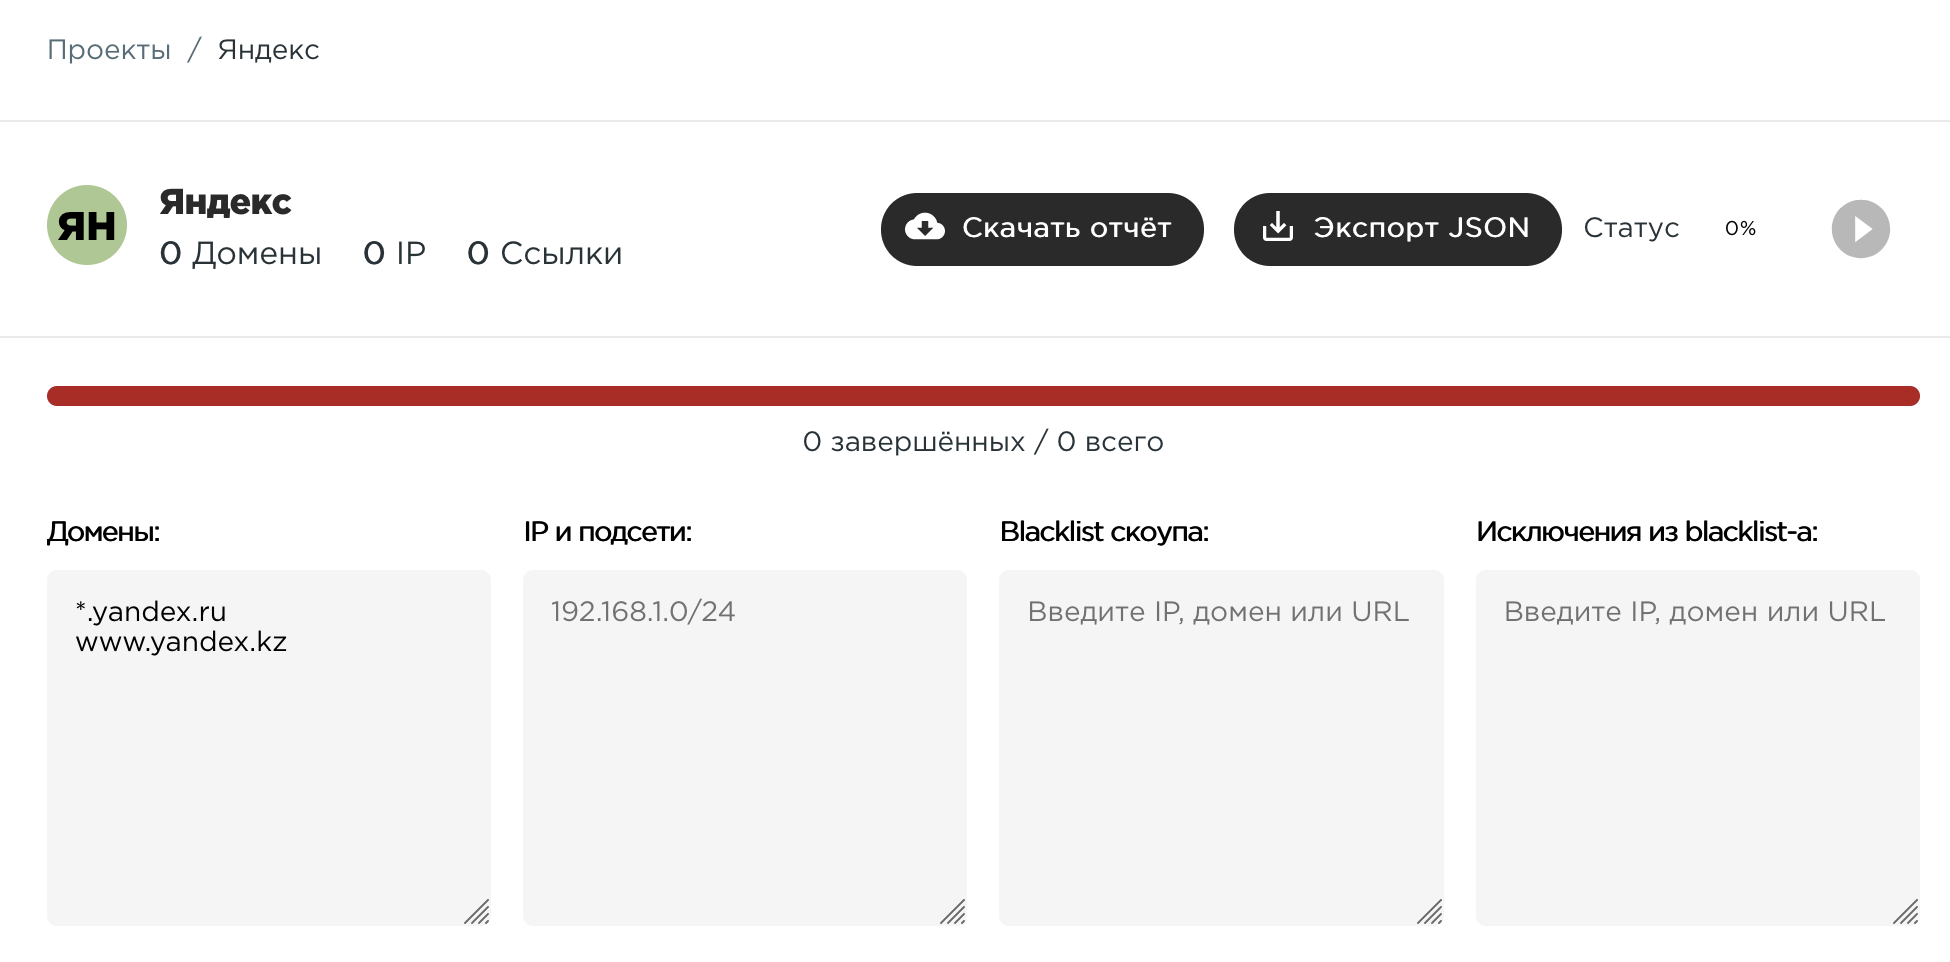 Проекты / Яндекс
ЯН
Яндекс
0 Домены 0 IP 0 Ссылки
Скачать отчёт
Экспорт JSON
Статус 0%
0 завершённых / 0 всего
Домены:
*.yandex.ru
www.yandex.kz
IP и подсети:
192.168.1.0/24
Blacklist скоупа:
Введите IP, домен или URL
Исключения из blacklist-а:
Введите IP, домен или URL